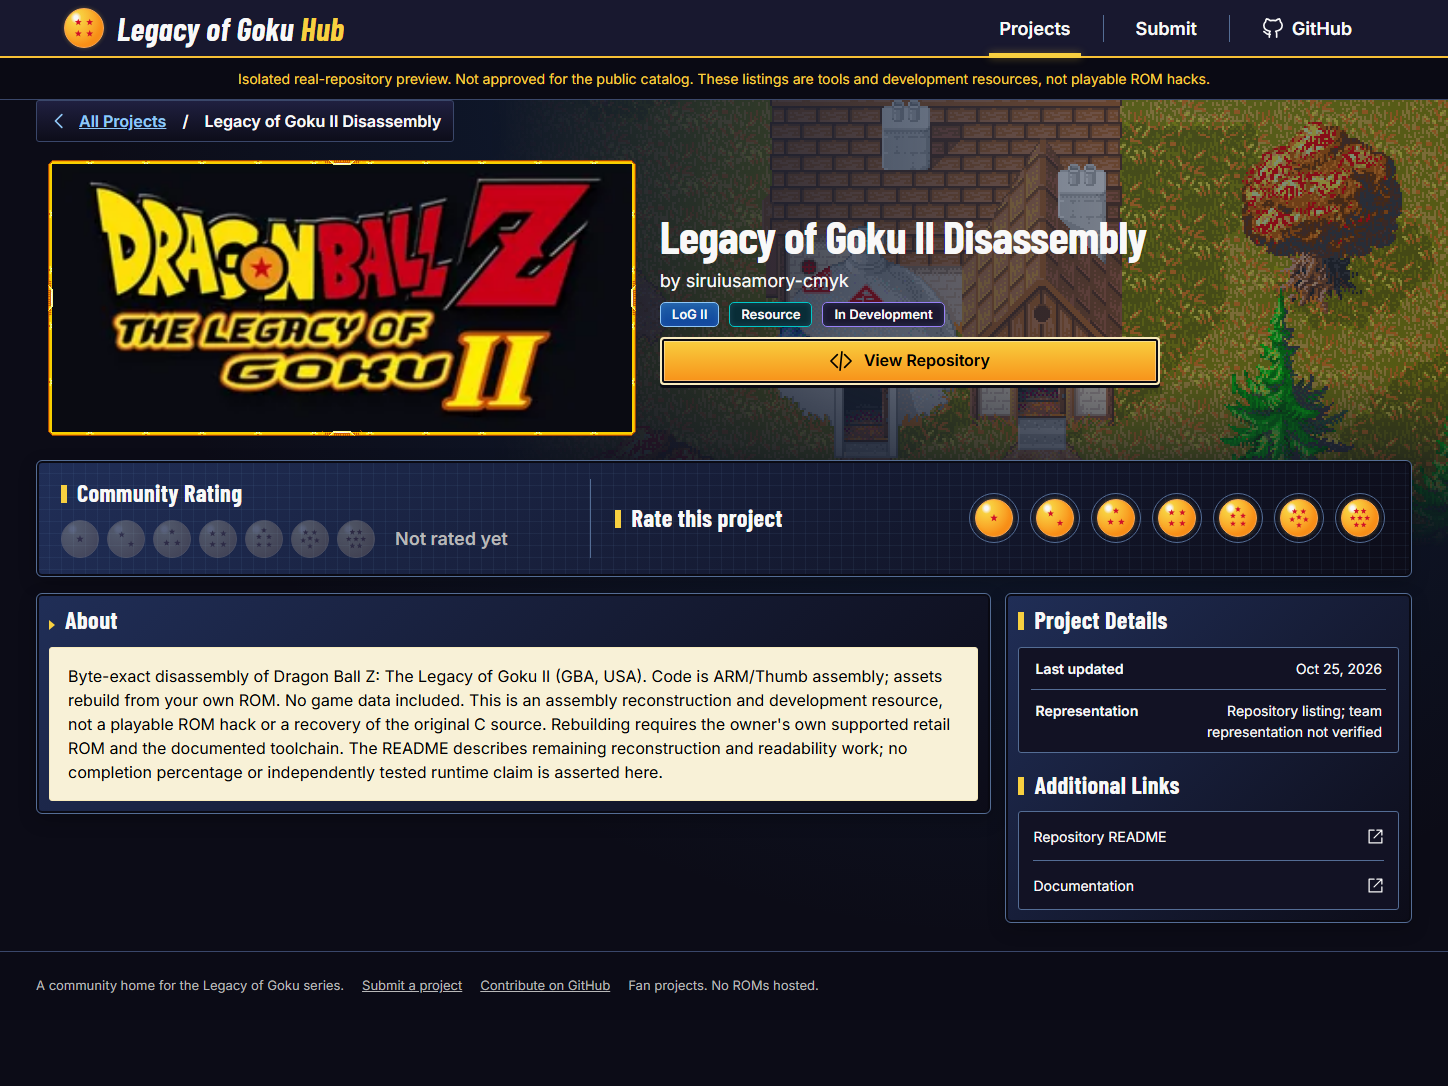 Legacy of Goku Hub
Projects
Submit
GitHub
Isolated real-repository preview. Not approved for the public catalog. These listings are tools and development resources, not playable ROM hacks.
All Projects / Legacy of Goku II Disassembly
DRAGON BALL Z
THE LEGACY OF
GOKU II
Legacy of Goku II Disassembly
by siruiusamory-cmyk
LoG II
Resource
In Development
View Repository
Community Rating
Not rated yet
Rate this project
About
Byte-exact disassembly of Dragon Ball Z: The Legacy of Goku II (GBA, USA). Code is ARM/Thumb assembly; assets
rebuild from your own ROM. No game data included. This is an assembly reconstruction and development resource,
not a playable ROM hack or a recovery of the original C source. Rebuilding requires the owner's own supported retail
ROM and the documented toolchain. The README describes remaining reconstruction and readability work; no
completion percentage or independently tested runtime claim is asserted here.
Project Details
Last updated Oct 25, 2026
Representation Repository listing; team
representation not verified
Additional Links
Repository README
Documentation
A community home for the Legacy of Goku series. Submit a project Contribute on GitHub Fan projects. No ROMs hosted.